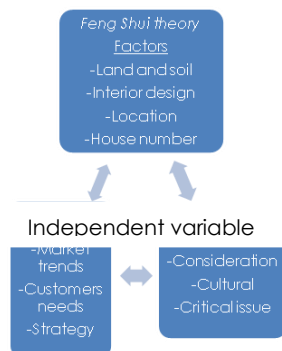 Feng Shui theory
Factors
-Land and soil
-Interior design
-Location
-House number
Independent variable
-Market
trends
-Customers
needs
-Strategy
-Consideration
-Cultural
-Critical issue